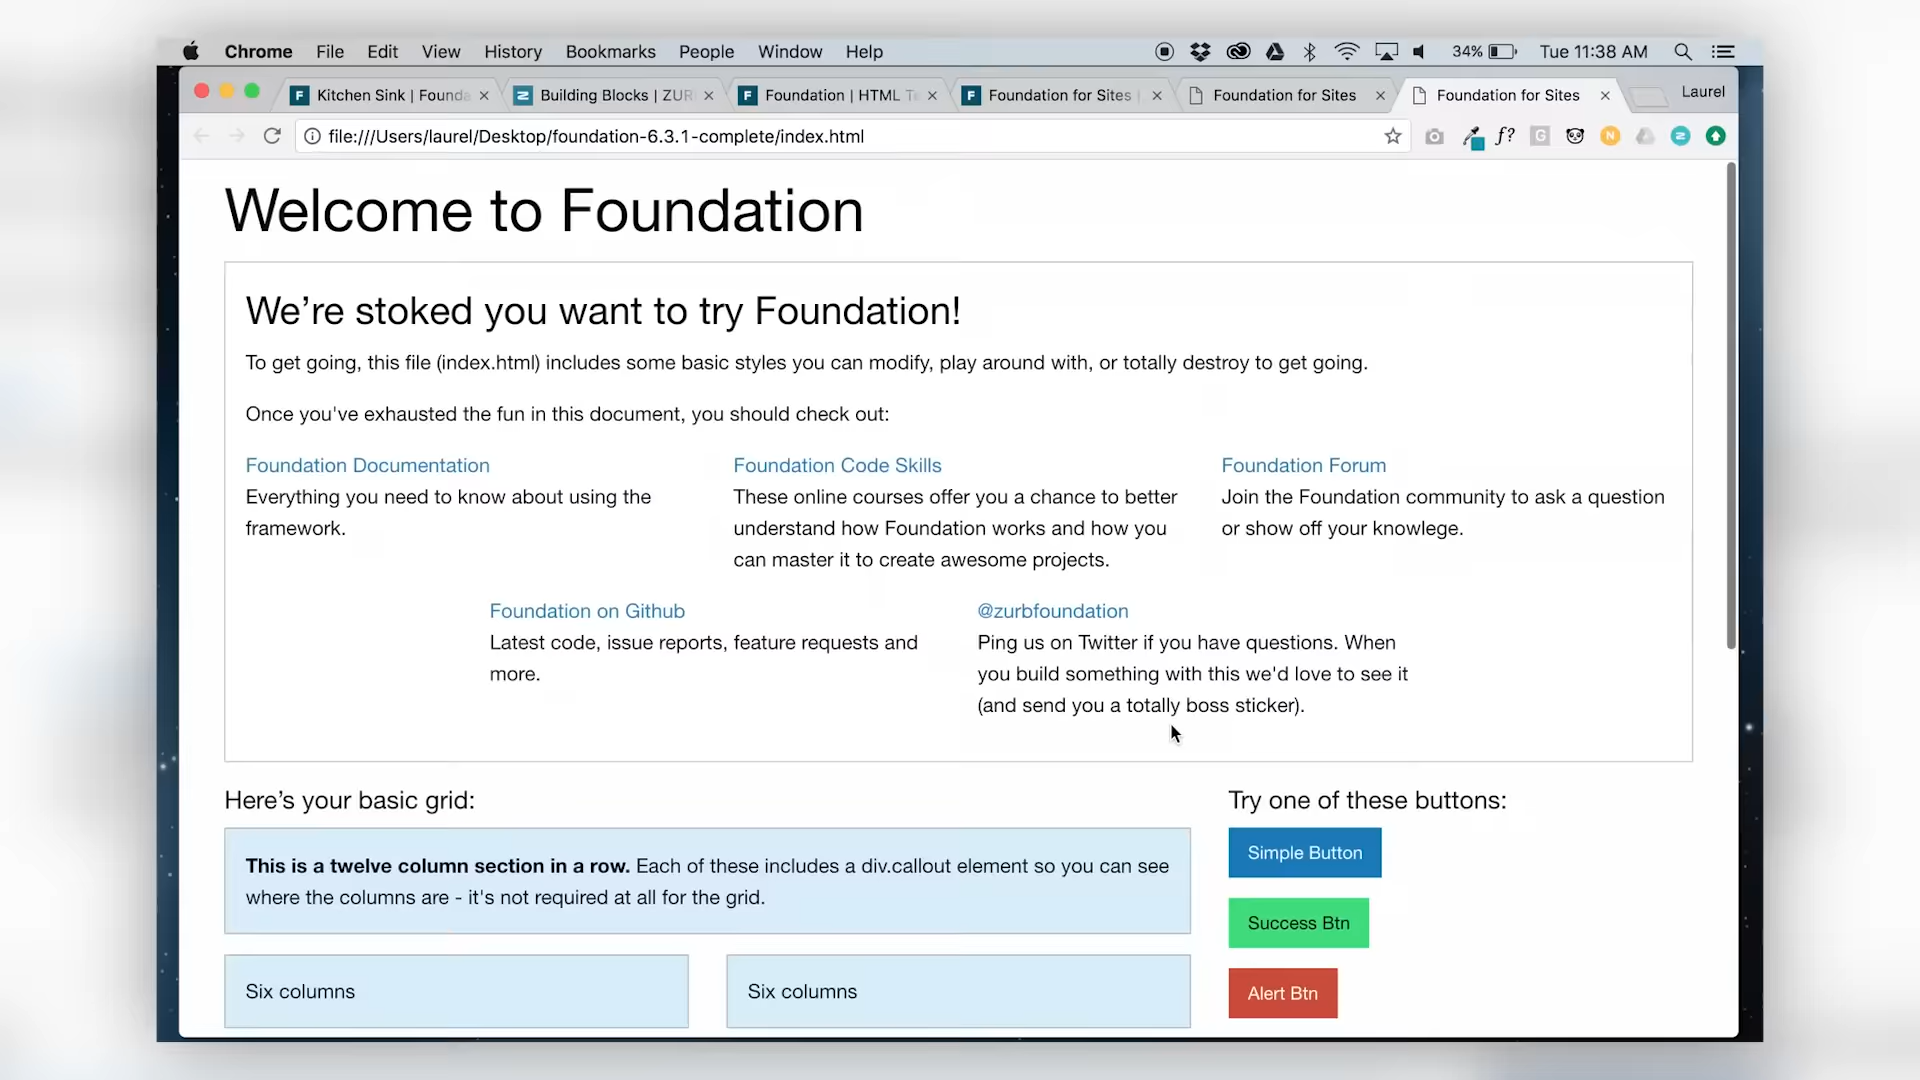 Chrome File Edit View History Bookmarks People Window Help 34% Tue 11:38 AM
Kitchen Sink | Founda Building Blocks | ZUR Foundation | HTML Te Foundation for Sites | Foundation for Sites Foundation for Sites Laurel
file:///Users/laurel/Desktop/foundation-6.3.1-complete/index.html f? G N
Welcome to Foundation
We're stoked you want to try Foundation!
To get going, this file (index.html) includes some basic styles you can modify, play around with, or totally destroy to get going.
Once you've exhausted the fun in this document, you should check out:
Foundation Documentation
Everything you need to know about using the
framework.
Foundation Code Skills
These online courses offer you a chance to better
understand how Foundation works and how you
can master it to create awesome projects.
Foundation Forum
Join the Foundation community to ask a question
or show off your knowlege.
Foundation on Github
Latest code, issue reports, feature requests and
more.
@zurbfoundation
Ping us on Twitter if you have questions. When
you build something with this we'd love to see it
(and send you a totally boss sticker).
Here's your basic grid:
This is a twelve column section in a row. Each of these includes a div.callout element so you can see
where the columns are - it's not required at all for the grid.
Six columns
Six columns
Try one of these buttons:
Simple Button
Success Btn
Alert Btn